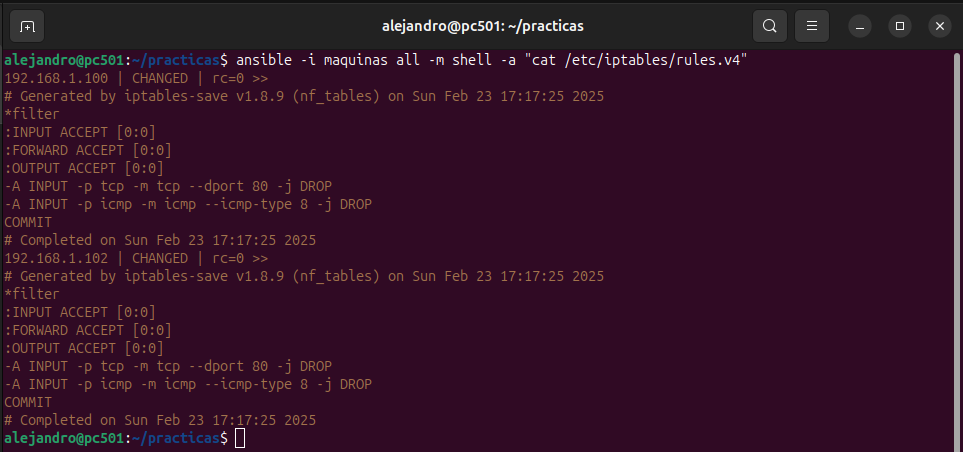 alejandro@pc501: ~/practicas
alejandro@pc501:~/practicas$ ansible -i maquinas all -m shell -a "cat /etc/iptables/rules.v4"
192.168.1.100 | CHANGED | rc=0 >>
# Generated by iptables-save v1.8.9 (nf_tables) on Sun Feb 23 17:17:25 2025
*filter
:INPUT ACCEPT [0:0]
:FORWARD ACCEPT [0:0]
:OUTPUT ACCEPT [0:0]
-A INPUT -p tcp -m tcp --dport 80 -j DROP
-A INPUT -p icmp -m icmp --icmp-type 8 -j DROP
COMMIT
# Completed on Sun Feb 23 17:17:25 2025
192.168.1.102 | CHANGED | rc=0 >>
# Generated by iptables-save v1.8.9 (nf_tables) on Sun Feb 23 17:17:25 2025
*filter
:INPUT ACCEPT [0:0]
:FORWARD ACCEPT [0:0]
:OUTPUT ACCEPT [0:0]
-A INPUT -p tcp -m tcp --dport 80 -j DROP
-A INPUT -p icmp -m icmp --icmp-type 8 -j DROP
COMMIT
# Completed on Sun Feb 23 17:17:25 2025
alejandro@pc501:~/practicas$